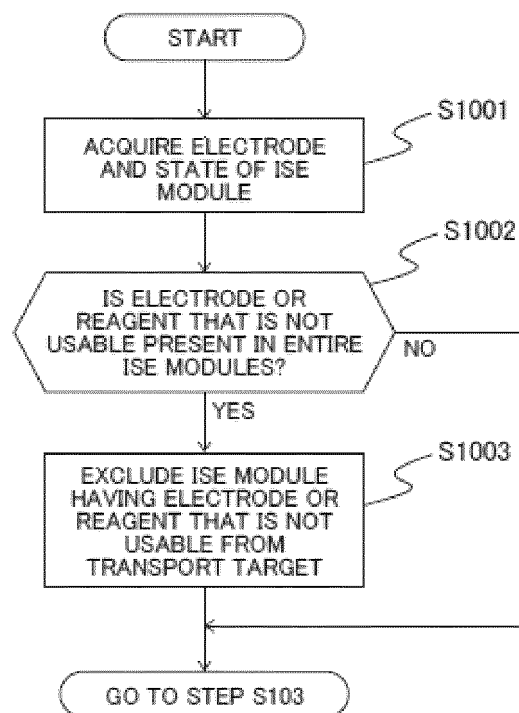 START
S1001
ACQUIRE ELECTRODE
AND STATE OF ISE
MODULE
S1002
IS ELECTRODE OR
REAGENT THAT IS NOT
USABLE PRESENT IN ENTIRE
ISE MODULES?
NO
YES
S1003
EXCLUDE ISE MODULE
HAVING ELECTRODE OR
REAGENT THAT IS NOT
USABLE FROM
TRANSPORT TARGET
GO TO STEP S103